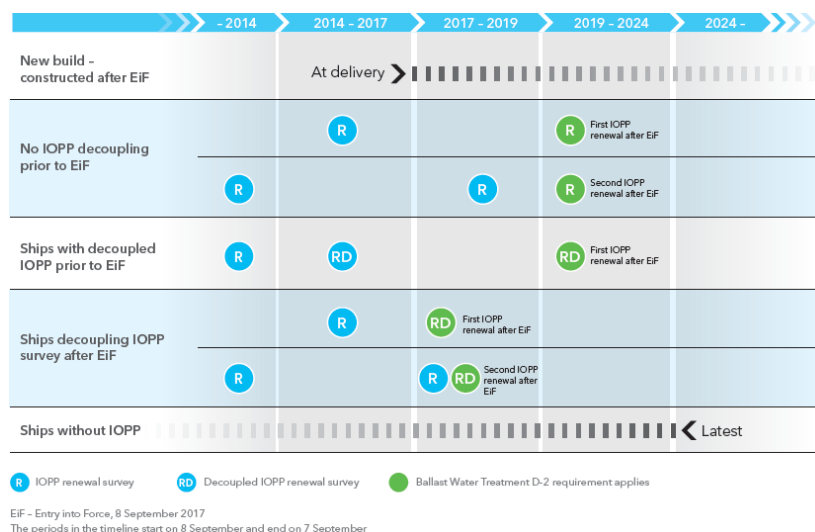 – 2014 2014 – 2017 2017 – 2019 2019 – 2024 2024 –
New build –
constructed after EiF
At delivery
No IOPP decoupling
prior to EiF
R
R
First IOPP
renewal after EiF
R
R
R
Second IOPP
renewal after EiF
Ships with decoupled
IOPP prior to EiF
R
RD
RD
First IOPP
renewal after EiF
Ships decoupling IOPP
survey after EiF
R
RD
First IOPP
renewal after EiF
R
R
RD
Second IOPP
renewal after
EiF
Ships without IOPP
Latest
R IOPP renewal survey RD Decoupled IOPP renewal survey Ballast Water Treatment D-2 requirement applies
EiF – Entry into Force, 8 September 2017
The periods in the timeline start on 8 September and end on 7 September